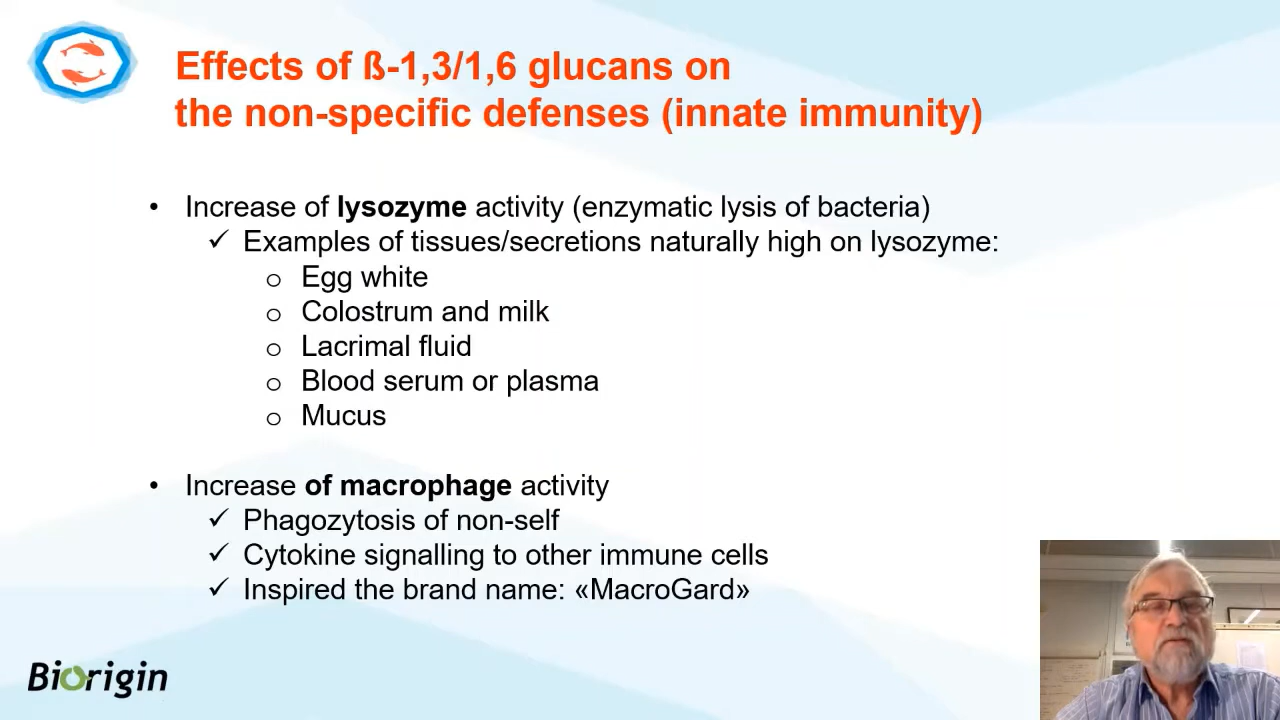 Effects of ß-1,3/1,6 glucans on
the non-specific defenses (innate immunity)
• Increase of lysozyme activity (enzymatic lysis of bacteria)
✓ Examples of tissues/secretions naturally high on lysozyme:
o Egg white
o Colostrum and milk
o Lacrimal fluid
o Blood serum or plasma
o Mucus
• Increase of macrophage activity
✓ Phagozytosis of non-self
✓ Cytokine signalling to other immune cells
✓ Inspired the brand name: «MacroGard»
Biorigin